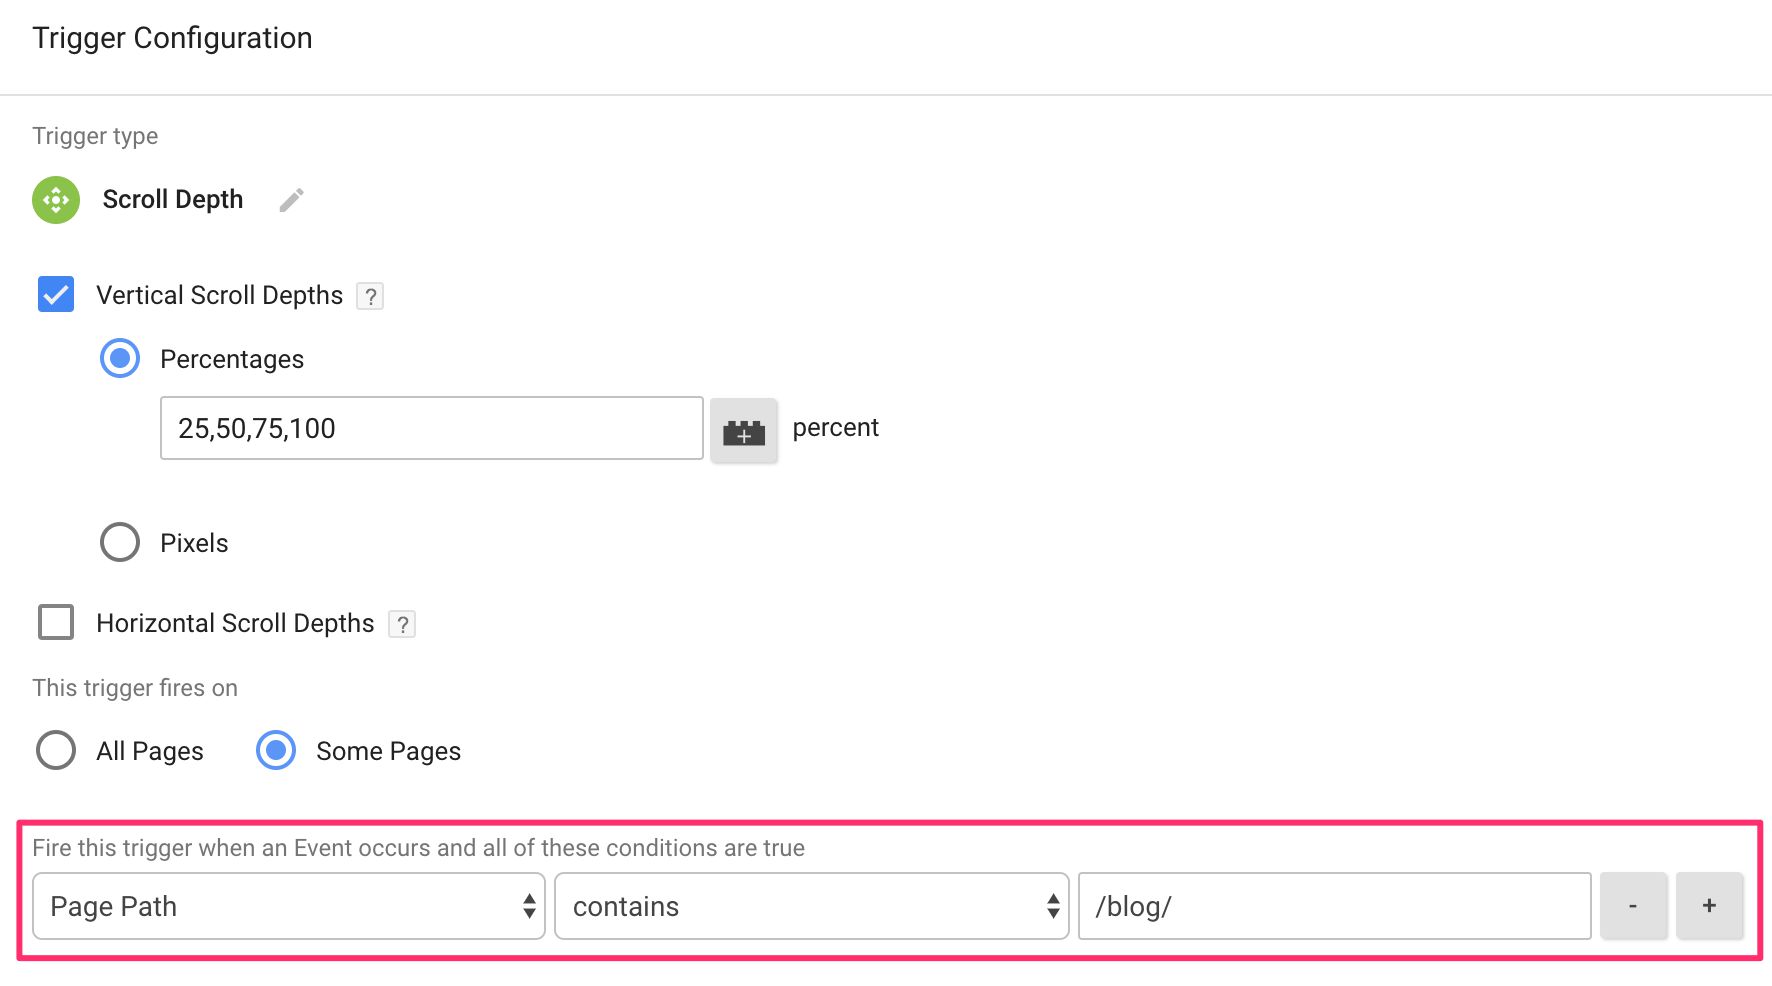 Trigger Configuration
Trigger type
Scroll Depth
Vertical Scroll Depths ?
Percentages
25,50,75,100 + percent
Pixels
Horizontal Scroll Depths ?
This trigger fires on
All Pages Some Pages
Fire this trigger when an Event occurs and all of these conditions are true
Page Path contains /blog/ - +